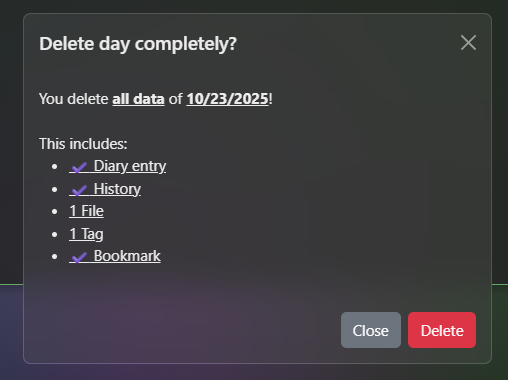 Delete day completely?
You delete all data of 10/23/2025!
This includes:
• ✔ Diary entry
• ✔ History
• 1 File
• 1 Tag
• ✔ Bookmark
Close Delete